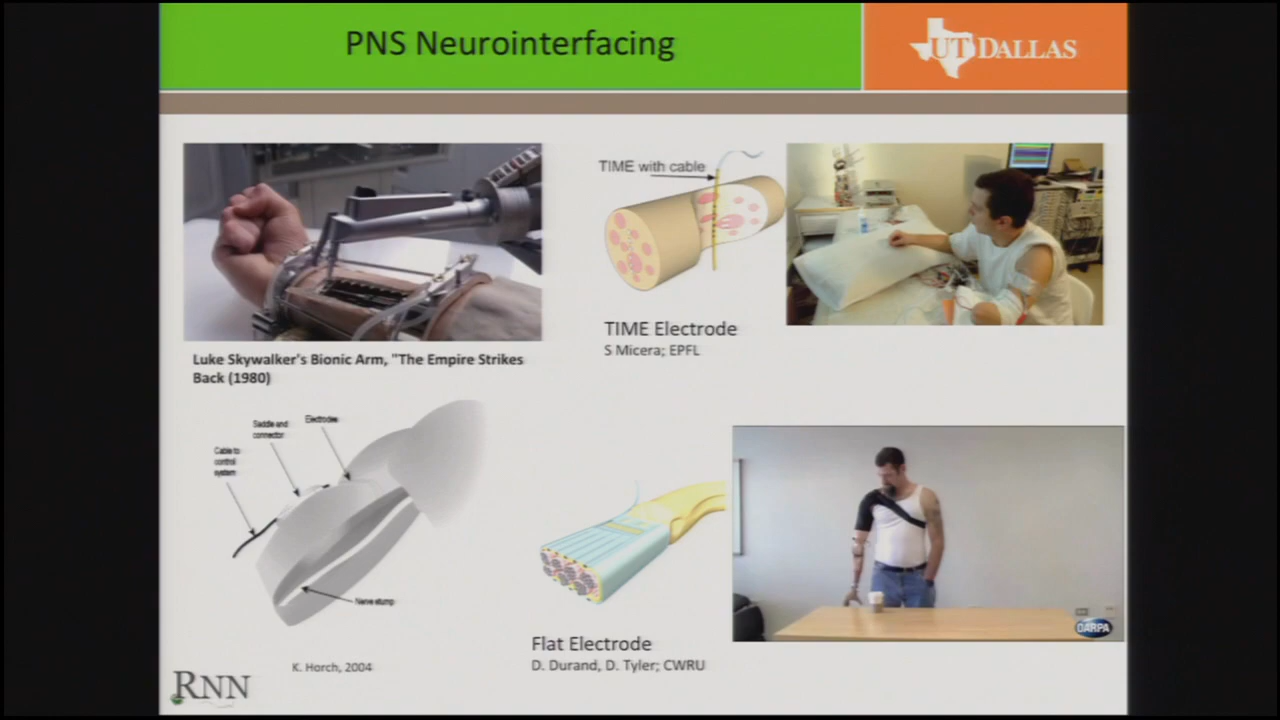 PNS Neurointerfacing
UT DALLAS
TIME with cable
TIME Electrode
S Micera; EPFL
Luke Skywalker's Bionic Arm, "The Empire Strikes
Back (1980)
Electrodes
Saddle and
connector
Cable to
control
system
Nerve stump
K. Horch, 2004
Flat Electrode
D. Durand, D. Tyler; CWRU
DARPA
RNN